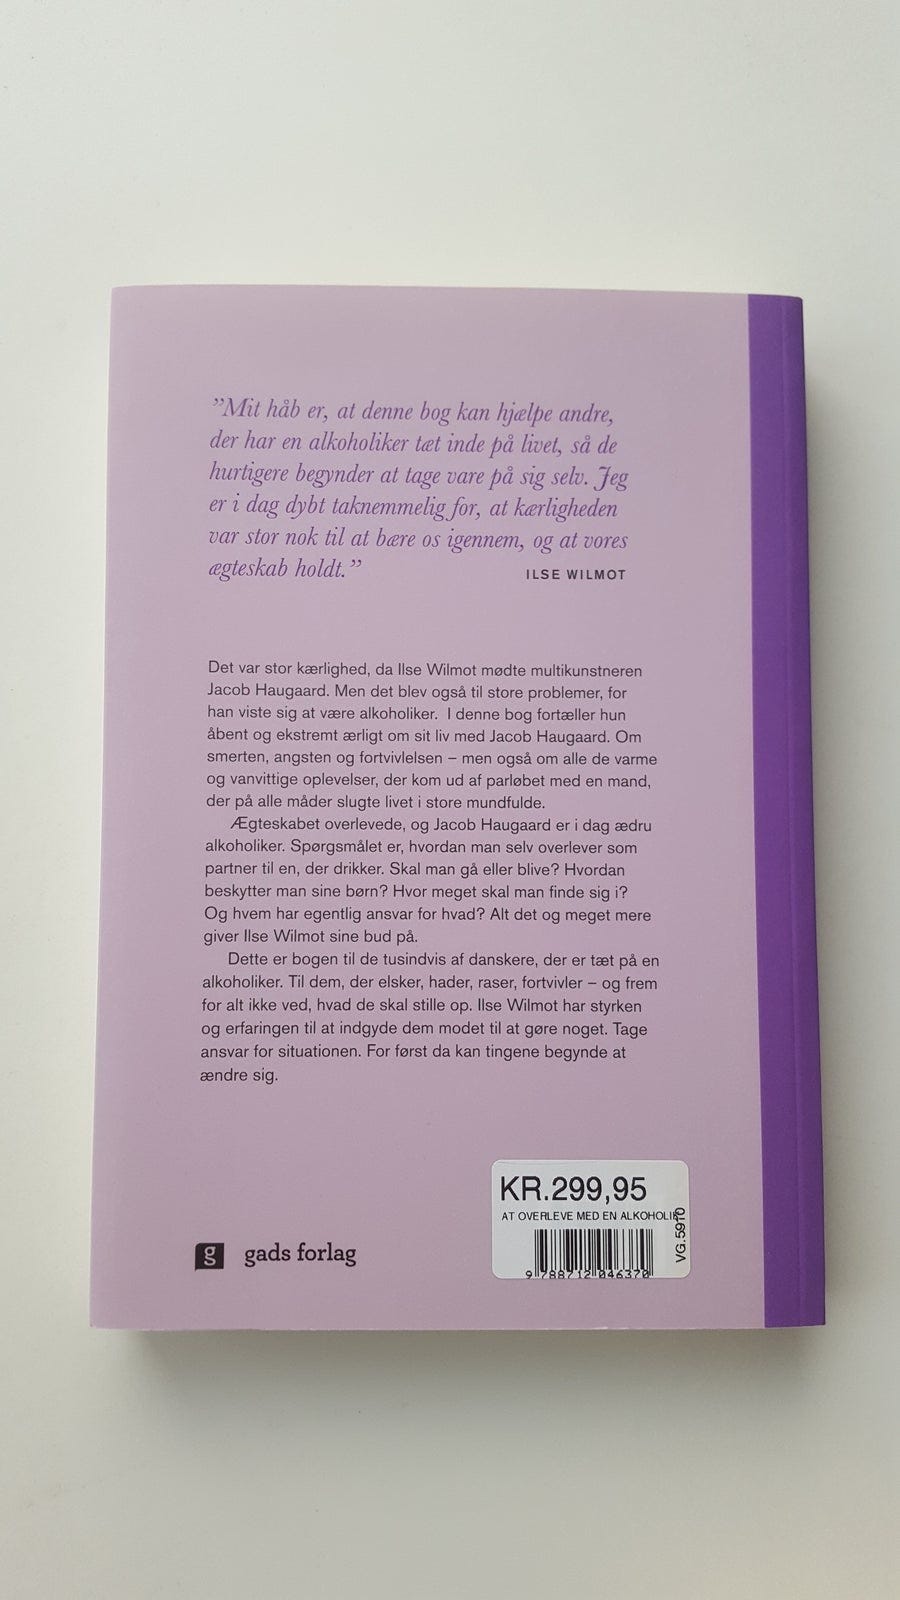 ”Mit håb er, at denne bog kan hjælpe andre,
der har en alkoholiker tæt inde på livet, så de
hurtigere begynder at tage vare på sig selv. Jeg
er i dag dybt taknemmelig for, at kærligheden
var stor nok til at bære os igennem, og at vores
ægteskab holdt.”
ILSE WILMOT
Det var stor kærlighed, da Ilse Wilmot mødte multikunstneren
Jacob Haugaard. Men det blev også til store problemer, for
han viste sig at være alkoholiker. I denne bog fortæller hun
åbent og ekstremt ærligt om sit liv med Jacob Haugaard. Om
smerten, angsten og fortvivlelsen – men også om alle de varme
og vanvittige oplevelser, der kom ud af parløbet med en mand,
der på alle måder slugte livet i store mundfulde.
Ægteskabet overlevede, og Jacob Haugaard er i dag ædru
alkoholiker. Spørgsmålet er, hvordan man selv overlever som
partner til en, der drikker. Skal man gå eller blive? Hvordan
beskytter man sine børn? Hvor meget skal man finde sig i?
Og hvem har egentlig ansvar for hvad? Alt det og meget mere
giver Ilse Wilmot sine bud på.
Dette er bogen til de tusindvis af danskere, der er tæt på en
alkoholiker. Til dem, der elsker, hader, raser, fortvivler – og frem
for alt ikke ved, hvad de skal stille op. Ilse Wilmot har styrken
og erfaringen til at indgyde dem modet til at gøre noget. Tage
ansvar for situationen. For først da kan tingene begynde at
ændre sig.
KR.299,95
AT OVERLEVE MED EN ALKOHOLIK
VG.5910
9 788712 046370
g gads forlag